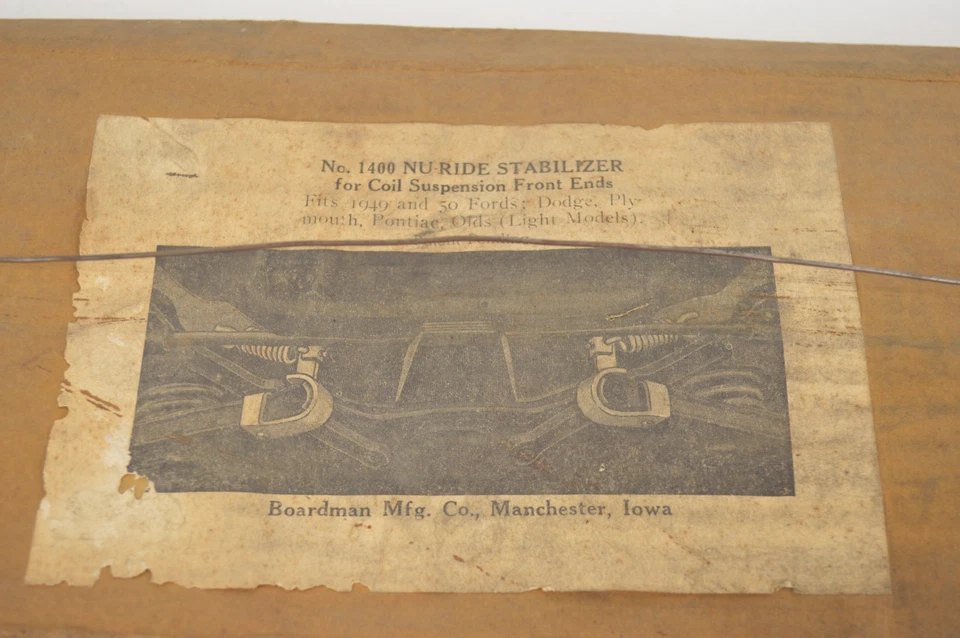 No. 1400 NU-RIDE STABILIZER
for Coil Suspension Front Ends
Fits 1949 and 50 Fords; Dodge, Ply-
mouth, Pontiac, Olds (Light Models).
Boardman Mfg. Co., Manchester, Iowa